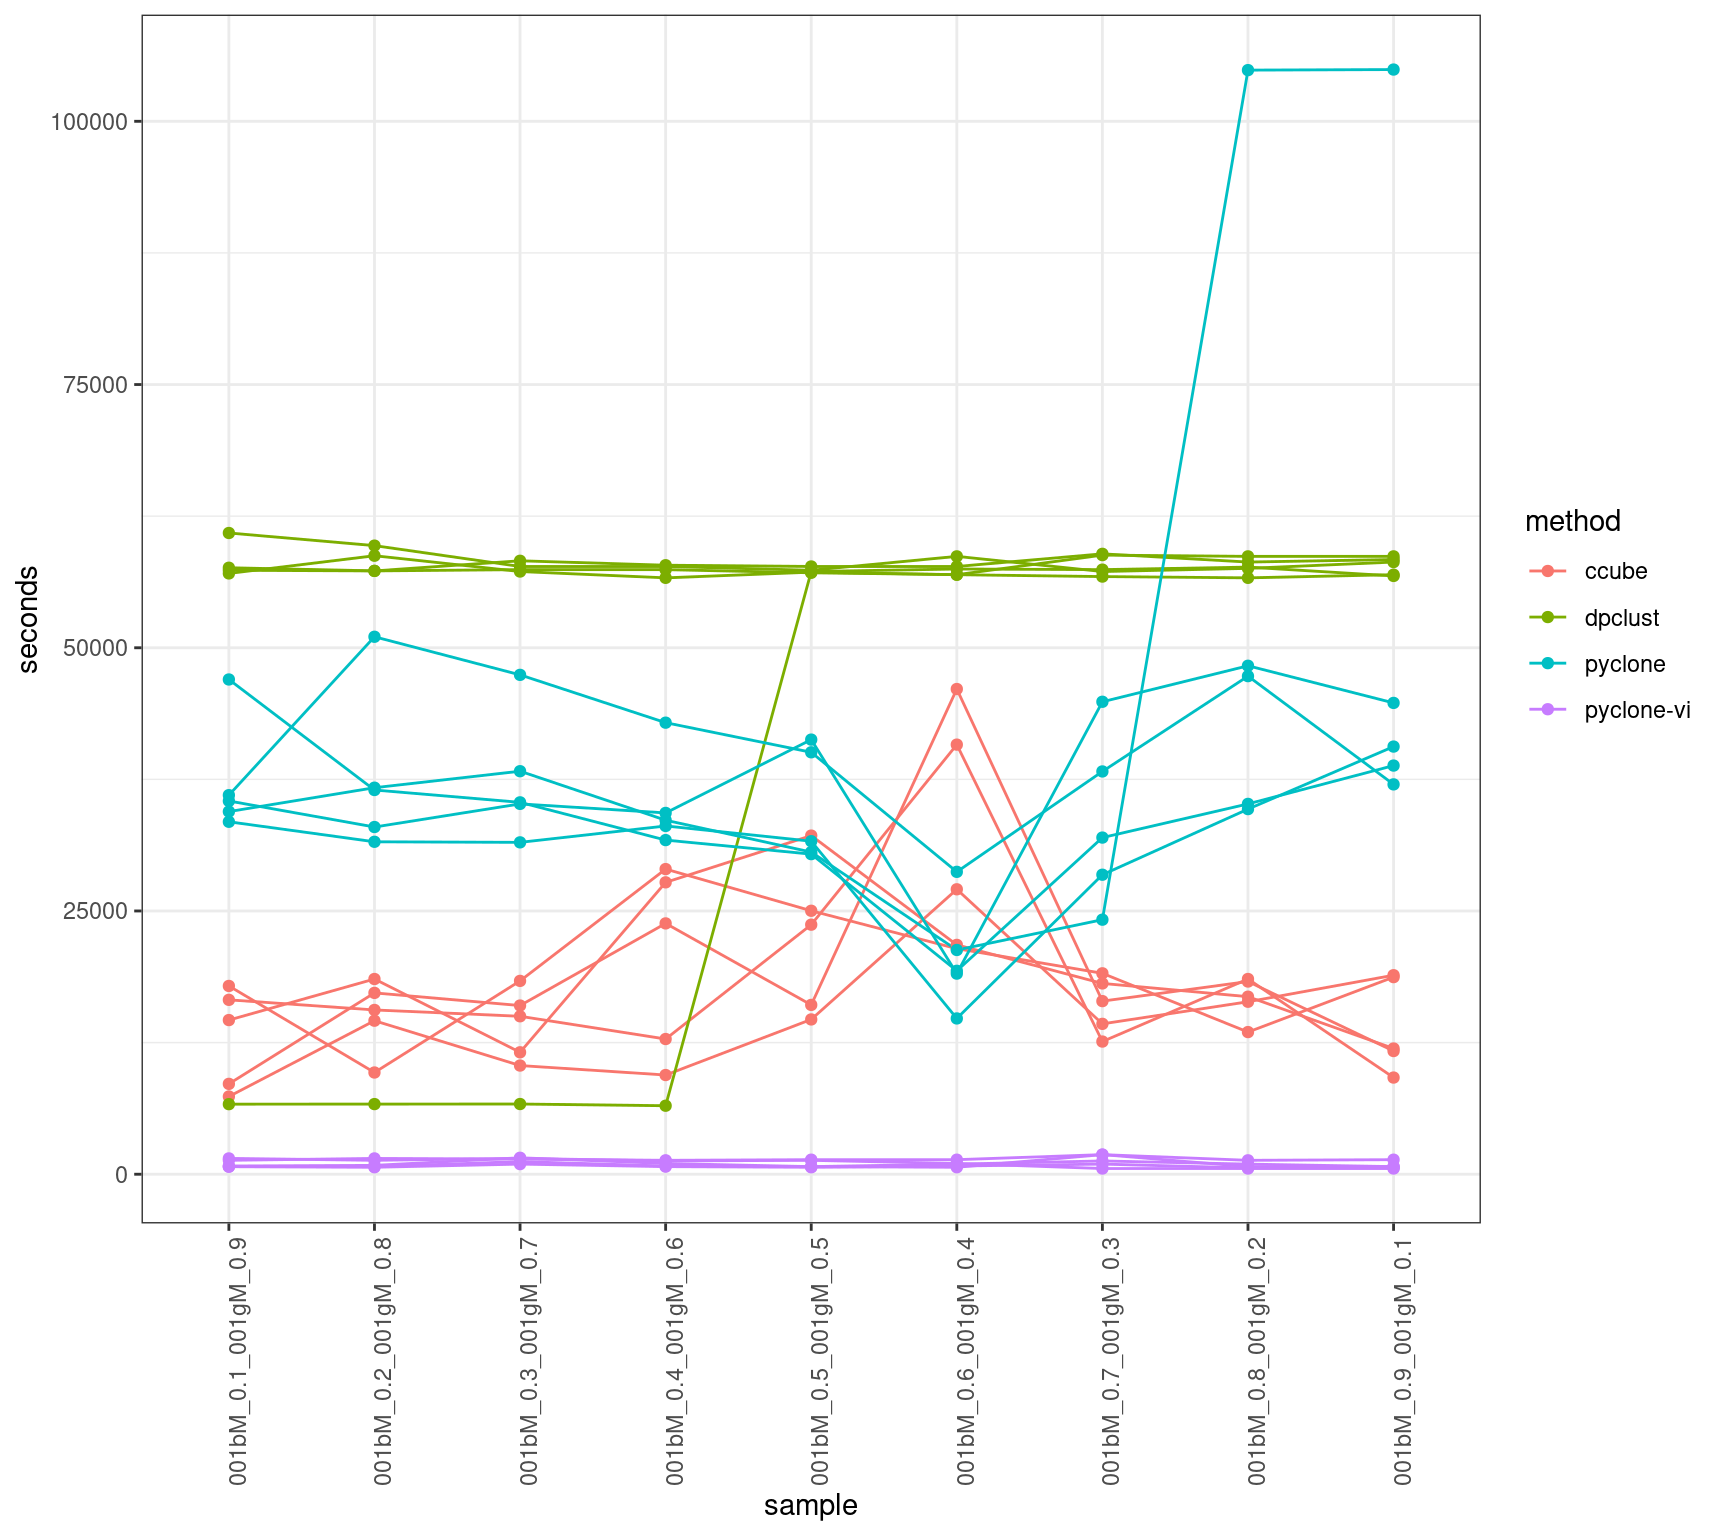 100000
75000
50000
25000
0
seconds
001bM_0.1_001gM_0.9
001bM_0.2_001gM_0.8
001bM_0.3_001gM_0.7
001bM_0.4_001gM_0.6
001bM_0.5_001gM_0.5
001bM_0.6_001gM_0.4
001bM_0.7_001gM_0.3
001bM_0.8_001gM_0.2
001bM_0.9_001gM_0.1
sample
method
ccube
dpclust
pyclone
pyclone-vi